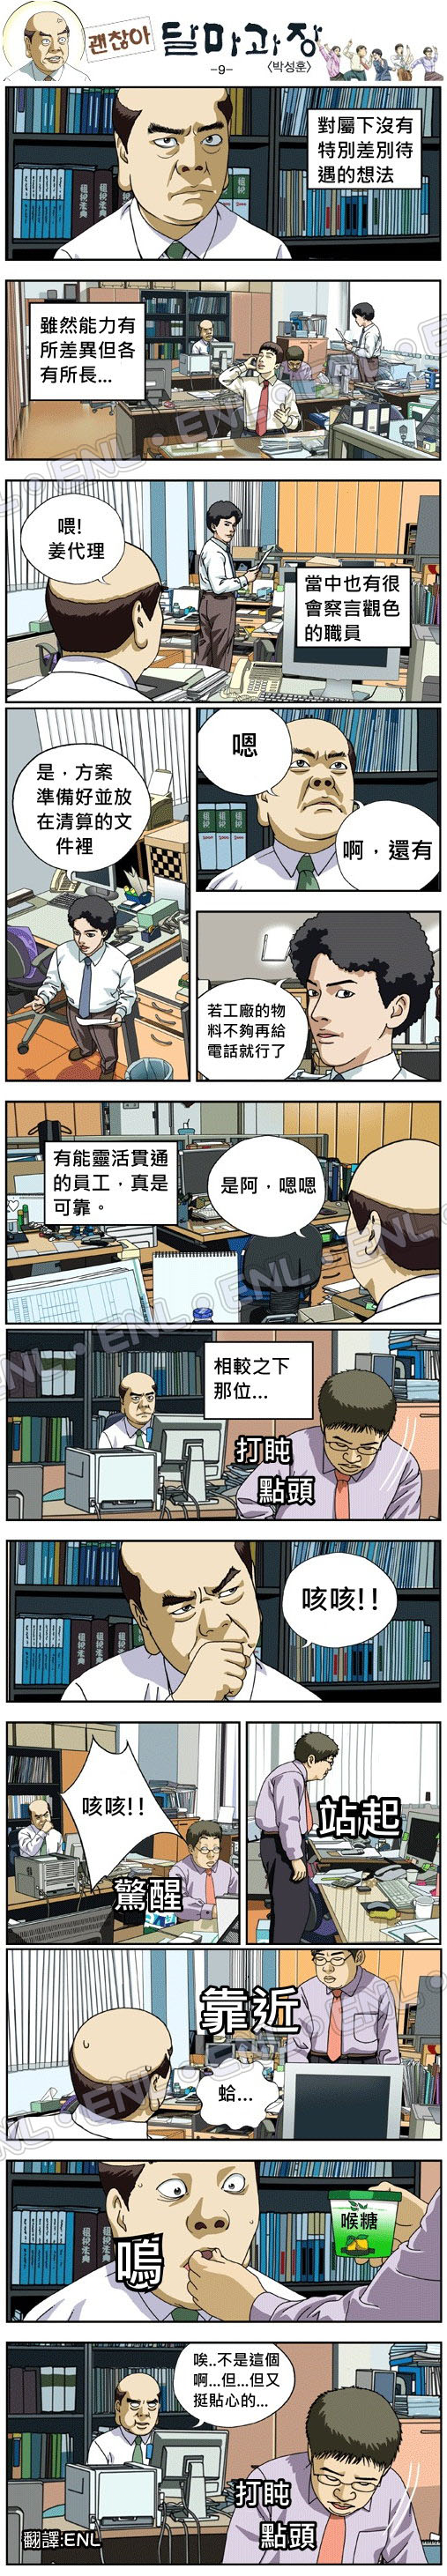 괜찮아 달마과장
-9-
〈박성훈〉
對屬下沒有
特別差別待
遇的想法
雖然能力有
所差異但各
有所長...
喂!
姜代理
當中也有很
會察言觀色
的職員
是，方案
準備好並放
在清算的文
件裡
嗯
啊，還有
若工廠的物
料不夠再給
電話就行了
有能靈活貫通
的員工，真是
可靠。
是阿，嗯嗯
相較之下
那位...
打盹
點頭
咳咳!!
咳咳!!
驚醒
站起
靠近
蛤...
喉糖
嗚
唉..不是這個
啊...但...但又
挺貼心的...
打盹
點頭
翻譯:ENL
ENL